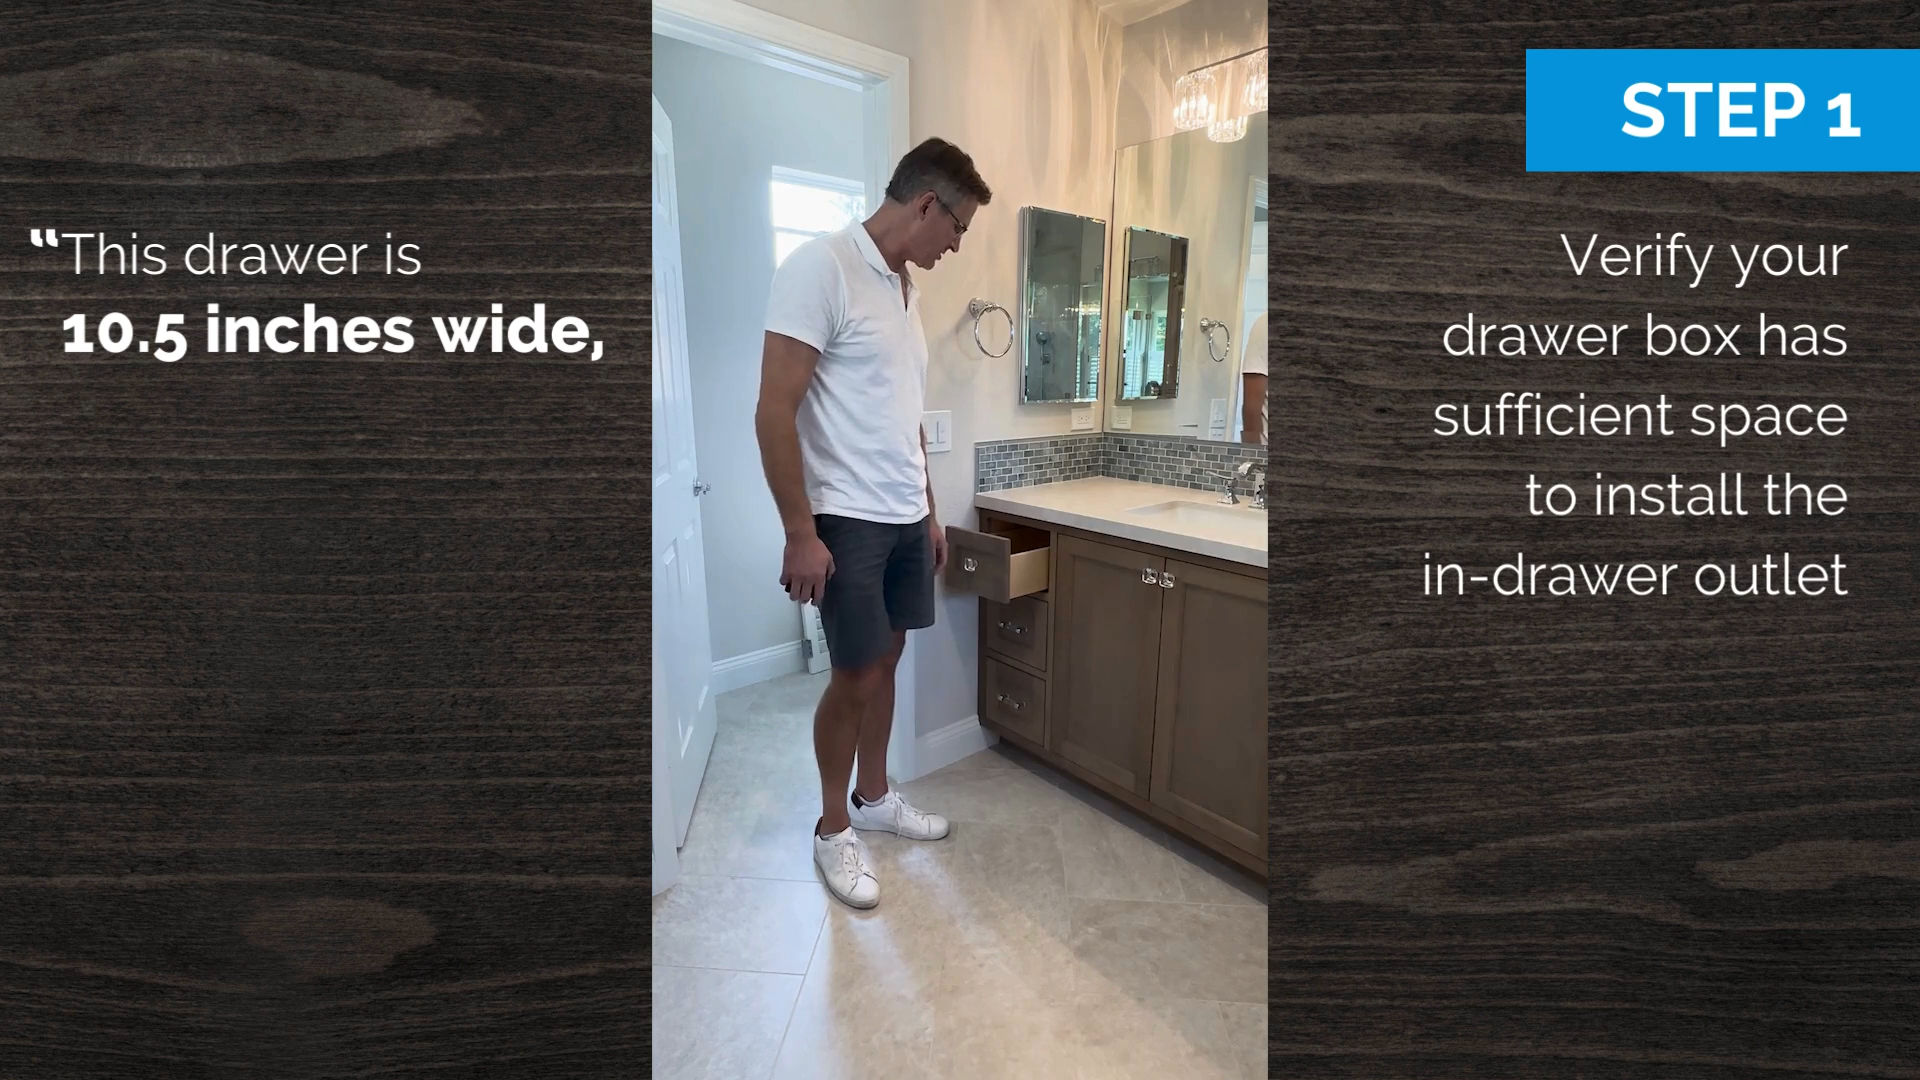 “This drawer is
10.5 inches wide,
STEP 1
Verify your
drawer box has
sufficient space
to install the
in-drawer outlet